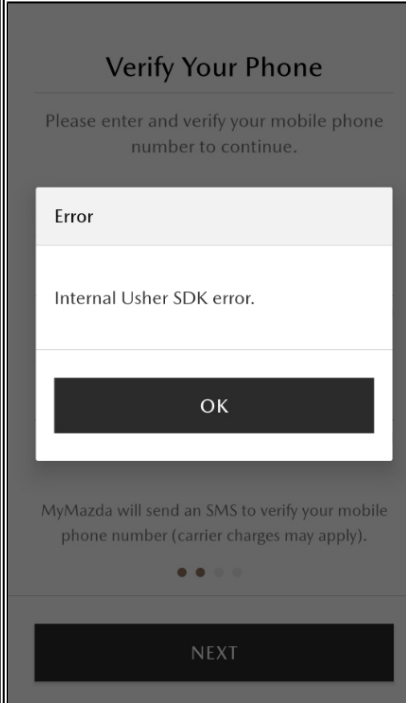 Verify Your Phone
Please enter and verify your mobile phone
number to continue.
Error
Internal Usher SDK error.
OK
MyMazda will send an SMS to verify your mobile
phone number (carrier charges may apply).
NEXT